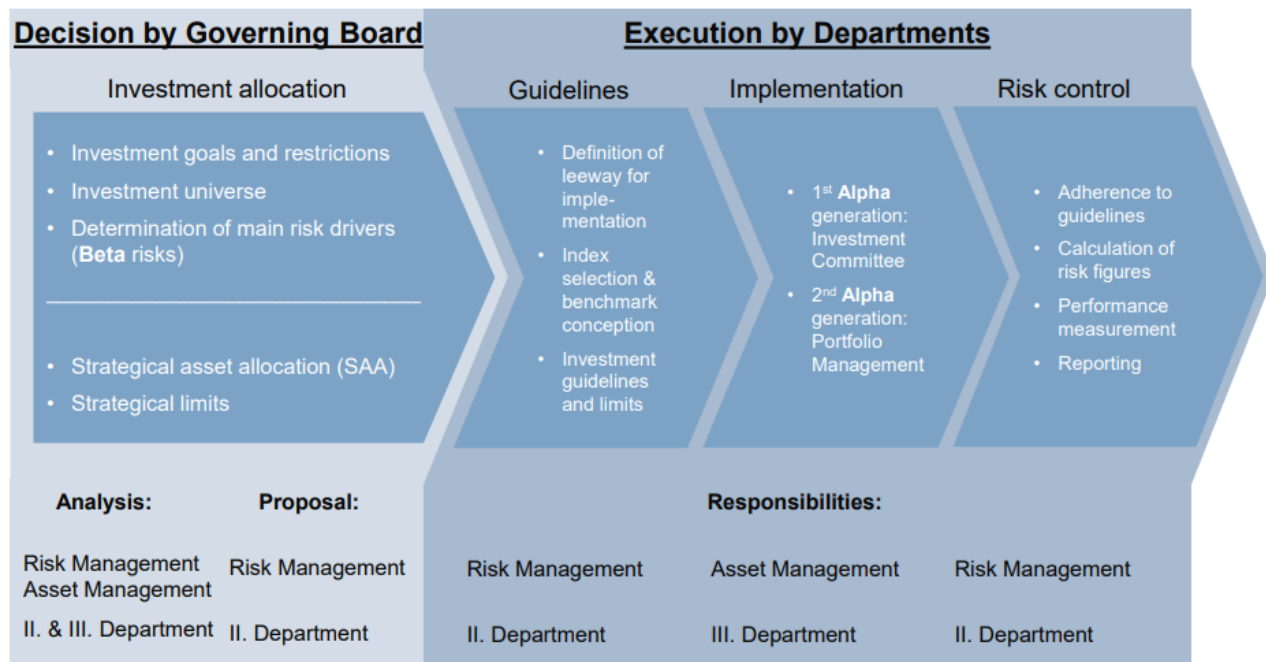 Decision by Governing Board
Execution by Departments
Investment allocation
Guidelines
Implementation
Risk control
• Investment goals and restrictions
• Investment universe
• Determination of main risk drivers
(Beta risks)
• Strategical asset allocation (SAA)
• Strategical limits
• Definition of
leeway for
imple-
mentation
• Index
selection &
benchmark
conception
• Investment
guidelines
and limits
• 1st Alpha
generation:
Investment
Committee
• 2nd Alpha
generation:
Portfolio
Management
• Adherence to
guidelines
• Calculation of
risk figures
• Performance
measurement
• Reporting
Analysis:
Risk Management
Asset Management
II. & III. Department
Proposal:
Risk Management
II. Department
Responsibilities:
Risk Management
II. Department
Asset Management
III. Department
Risk Management
II. Department